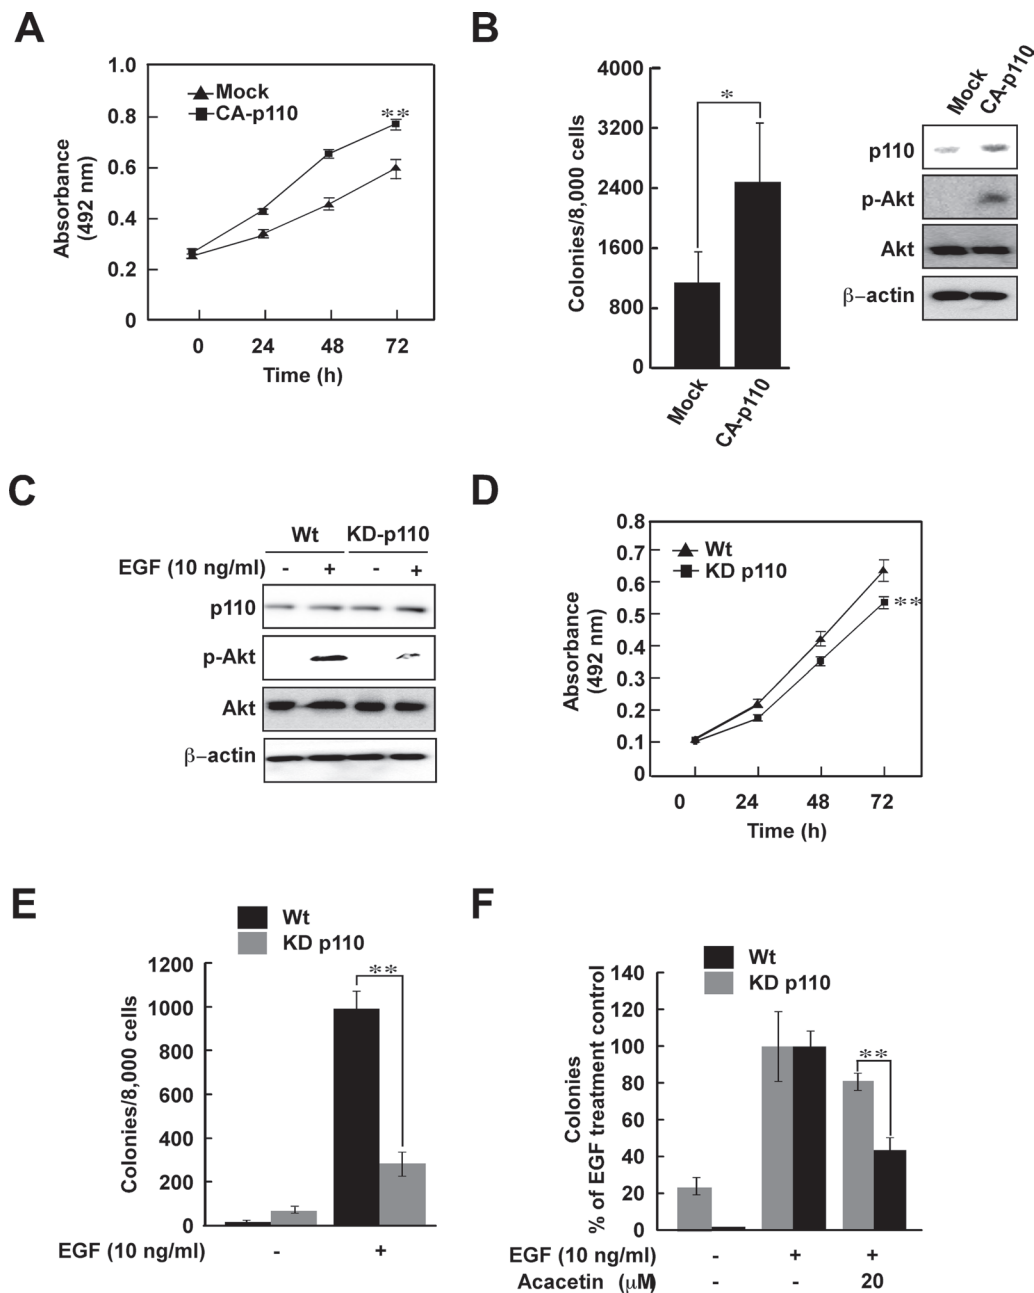 A
1.0
0.8
0.6
0.4
0.2
0
Absorbance
(492 nm)
Mock
CA-p110
**
0 24 48 72
Time (h)
B
4000
3200
2400
1600
800
0
Colonies/8,000 cells
*
Mock
CA-p110
Mock CA-p110
p110
p-Akt
Akt
β–actin
C
Wt KD-p110
EGF (10 ng/ml) - + - +
p110
p-Akt
Akt
β–actin
D
0.8
0.7
0.6
0.5
0.4
0.3
0.2
0.1
0
Absorbance
(492 nm)
Wt
KD p110
**
0 24 48 72
Time (h)
E
Wt
KD p110
1200
1000
800
600
400
200
0
Colonies/8,000 cells
**
EGF (10 ng/ml) - +
F
Wt
KD p110
140
120
100
80
60
40
20
0
Colonies
% of EGF treatment control
**
EGF (10 ng/ml) - + +
Acacetin (μM) - - 20